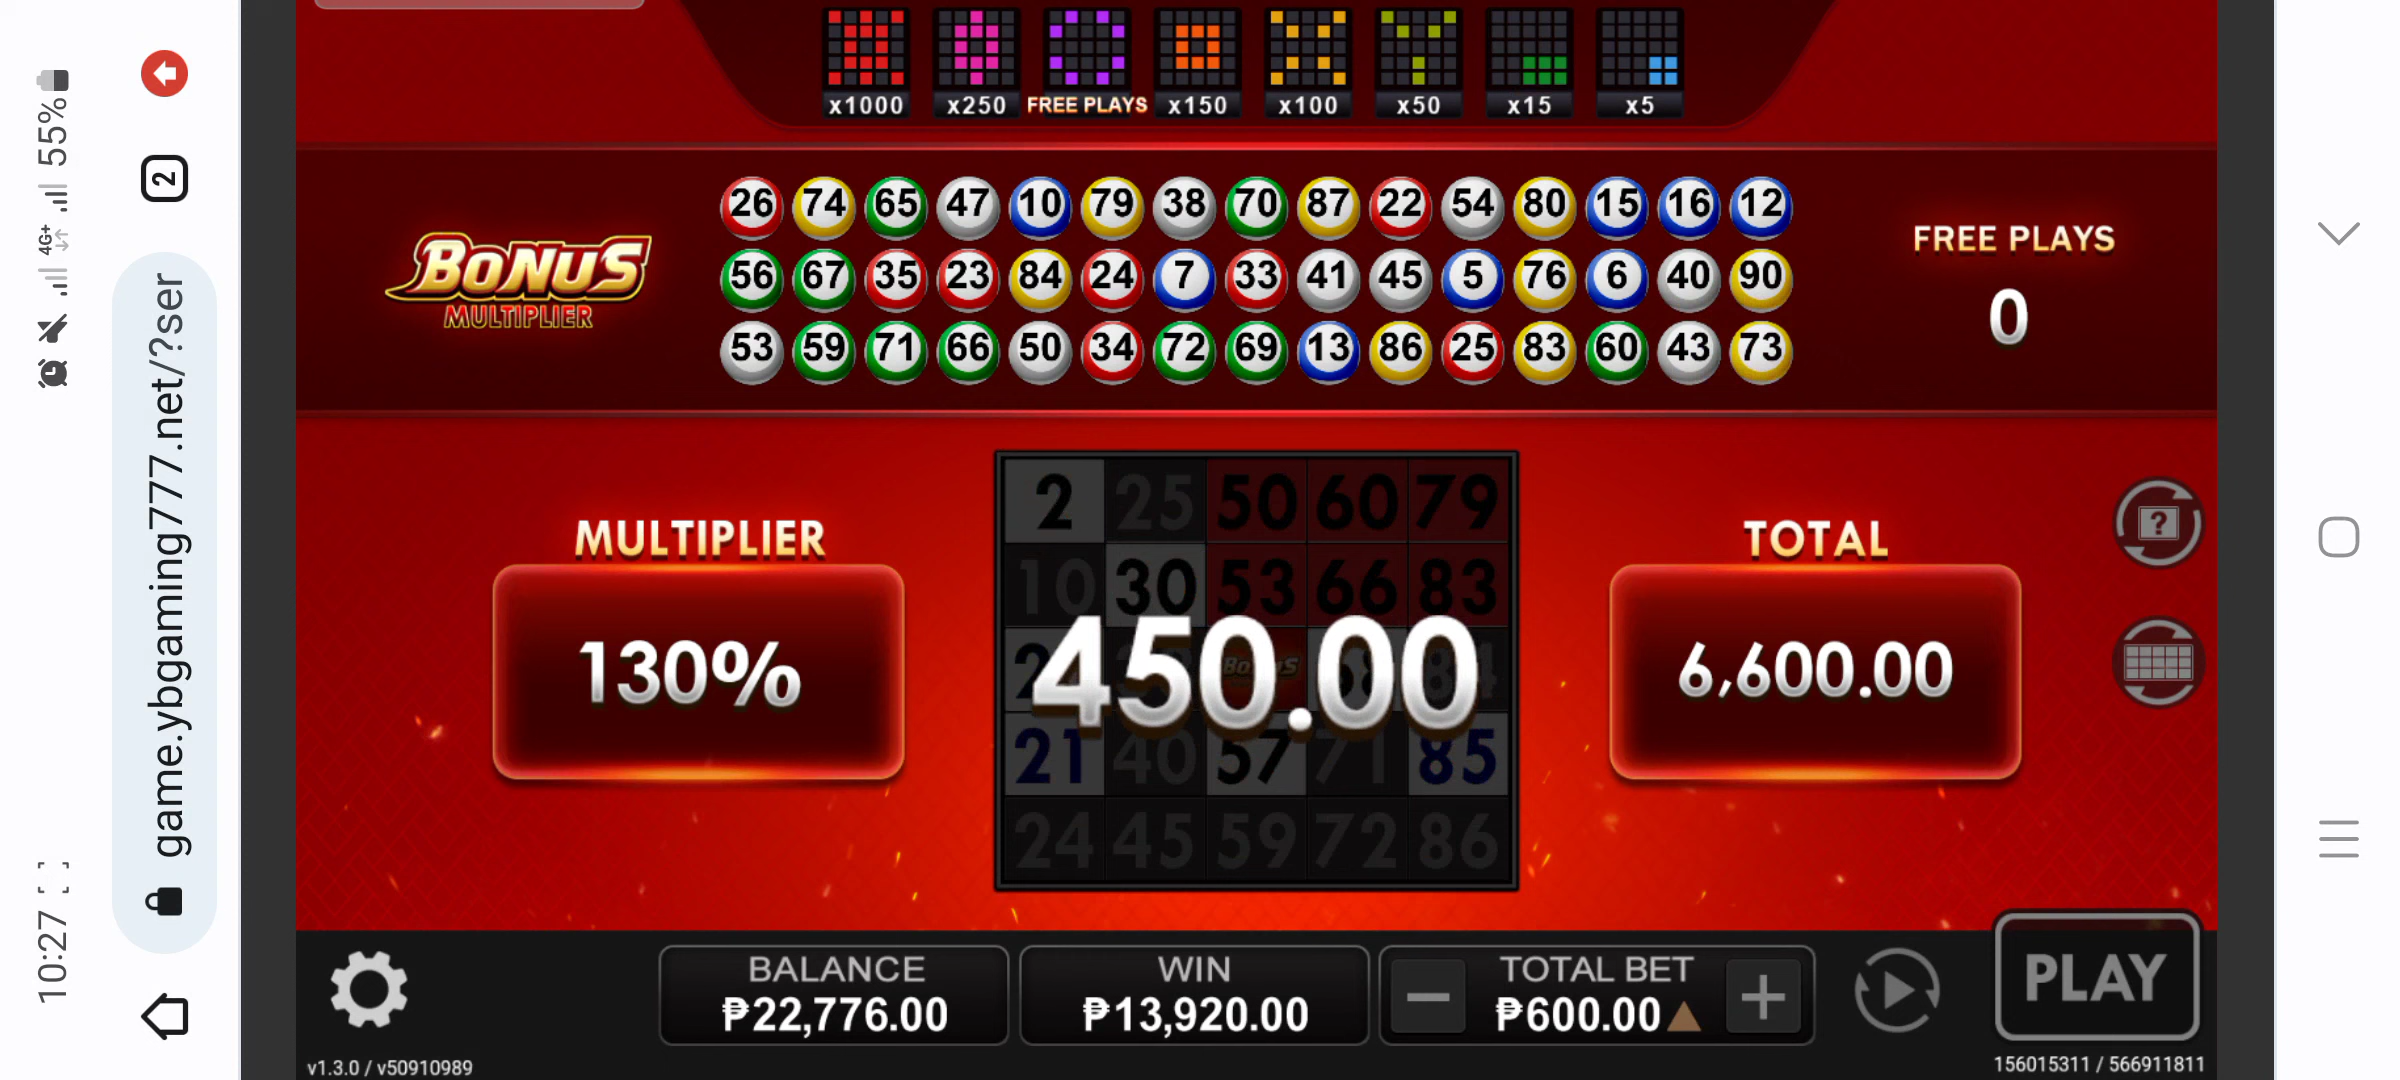 10:27
4G+
55%
game.ybgaming777.net/?ser
2
x1000 x250 FREE PLAYS x150 x100 x50 x15 x5
BONUS
MULTIPLIER
26 74 65 47 10 79 38 70 87 22 54 80 15 16 12
56 67 35 23 84 24 7 33 41 45 5 76 6 40 90
53 59 71 66 50 34 72 69 13 86 25 83 60 43 73
FREE PLAYS
0
MULTIPLIER
130%
2 25 50 60 79
10 30 53 66 83
450.00
21 40 57 71 85
24 45 59 72 86
TOTAL
6,600.00
?
BALANCE
₱22,776.00
WIN
₱13,920.00
TOTAL BET
₱600.00
PLAY
v1.3.0 / v50910989
156015311 / 566911811